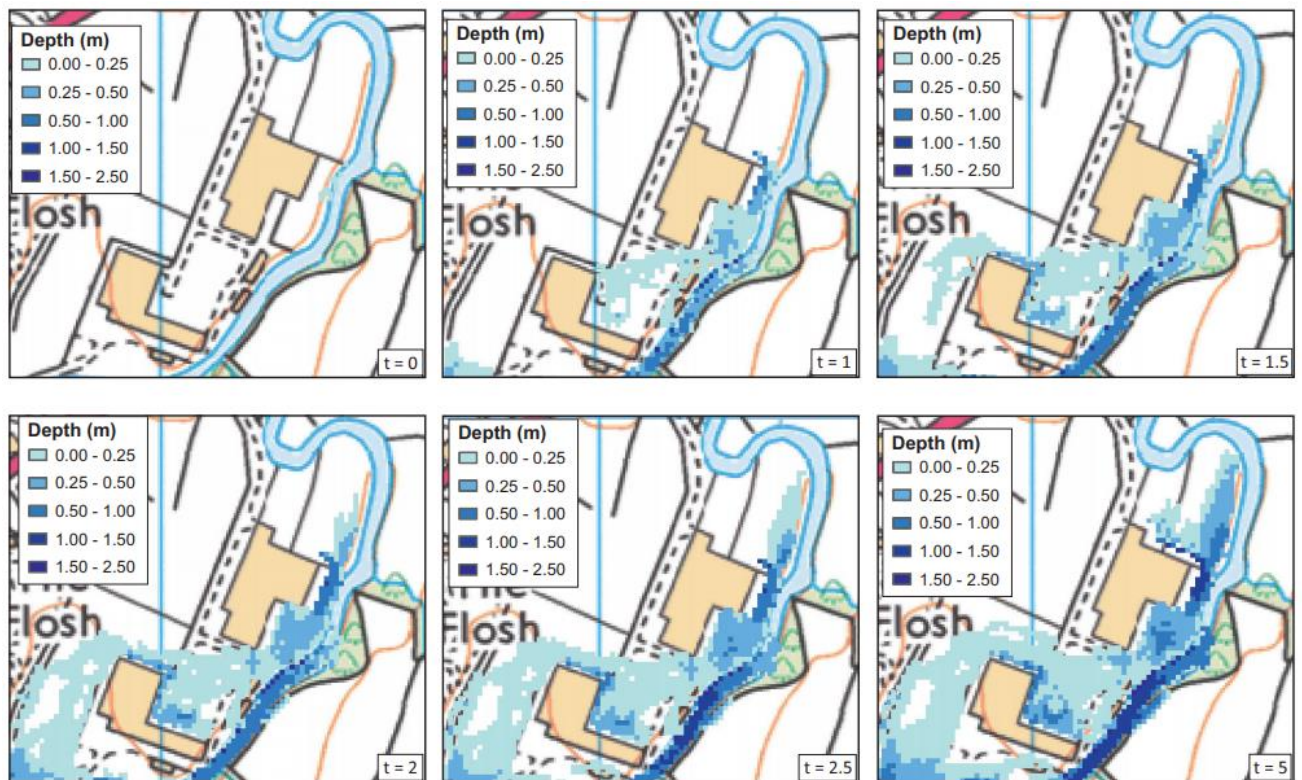 Depth (m)
0.00 - 0.25
0.25 - 0.50
0.50 - 1.00
1.00 - 1.50
1.50 - 2.50
Flosh
t = 0
Depth (m)
0.00 - 0.25
0.25 - 0.50
0.50 - 1.00
1.00 - 1.50
1.50 - 2.50
Flosh
t = 1
Depth (m)
0.00 - 0.25
0.25 - 0.50
0.50 - 1.00
1.00 - 1.50
1.50 - 2.50
Flosh
t = 1.5
Depth (m)
0.00 - 0.25
0.25 - 0.50
0.50 - 1.00
1.00 - 1.50
1.50 - 2.50
Flosh
t = 2
Depth (m)
0.00 - 0.25
0.25 - 0.50
0.50 - 1.00
1.00 - 1.50
1.50 - 2.50
Flosh
t = 2.5
Depth (m)
0.00 - 0.25
0.25 - 0.50
0.50 - 1.00
1.00 - 1.50
1.50 - 2.50
Flosh
t = 5